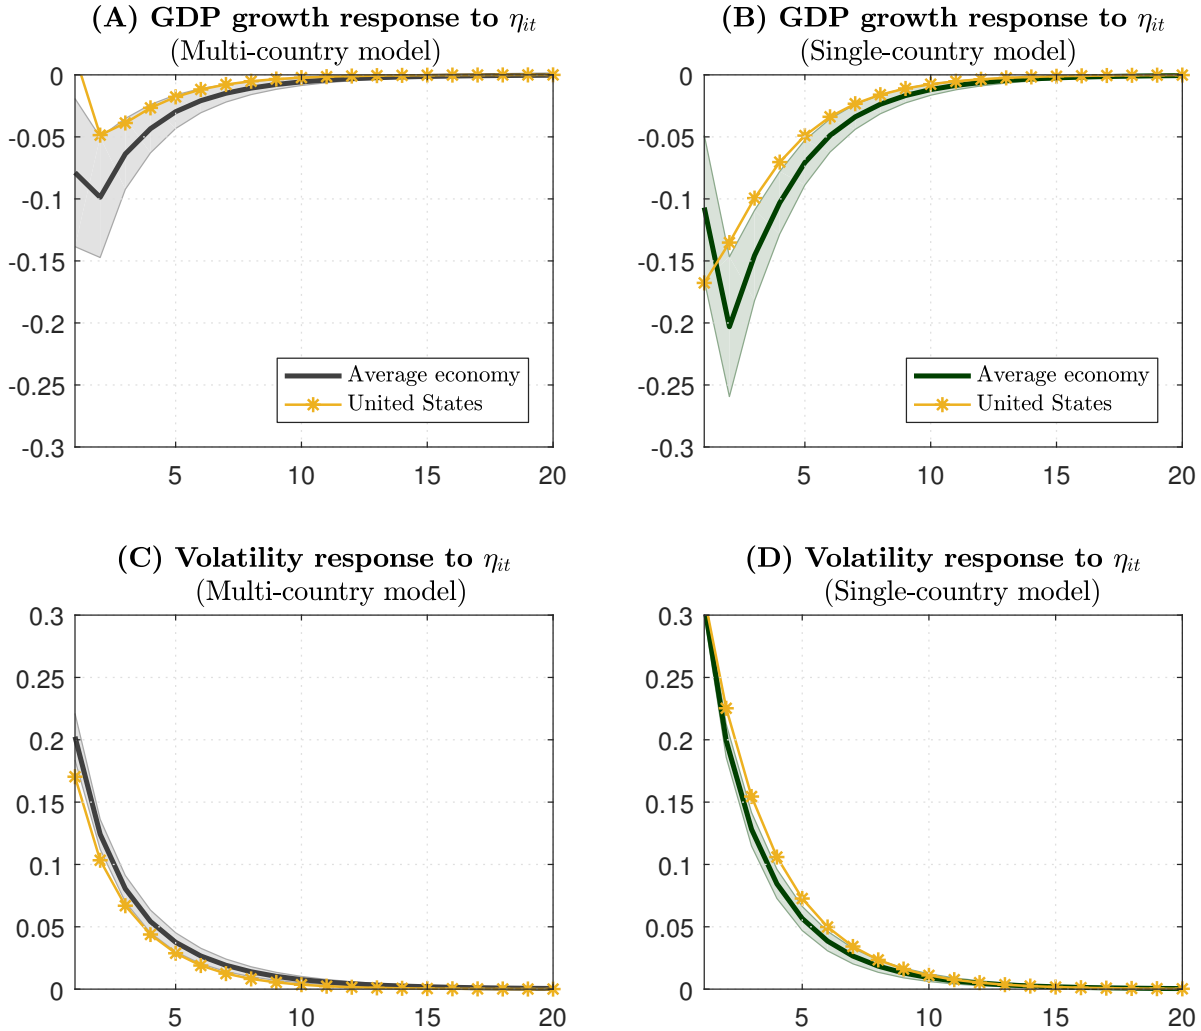 (A) GDP growth response to η_it
(Multi-country model)
0
-0.05
-0.1
-0.15
-0.2
-0.25
-0.3
5 10 15 20
Average economy
United States
(B) GDP growth response to η_it
(Single-country model)
0
-0.05
-0.1
-0.15
-0.2
-0.25
-0.3
5 10 15 20
Average economy
United States
(C) Volatility response to η_it
(Multi-country model)
0.3
0.25
0.2
0.15
0.1
0.05
0
5 10 15 20
(D) Volatility response to η_it
(Single-country model)
0.3
0.25
0.2
0.15
0.1
0.05
0
5 10 15 20